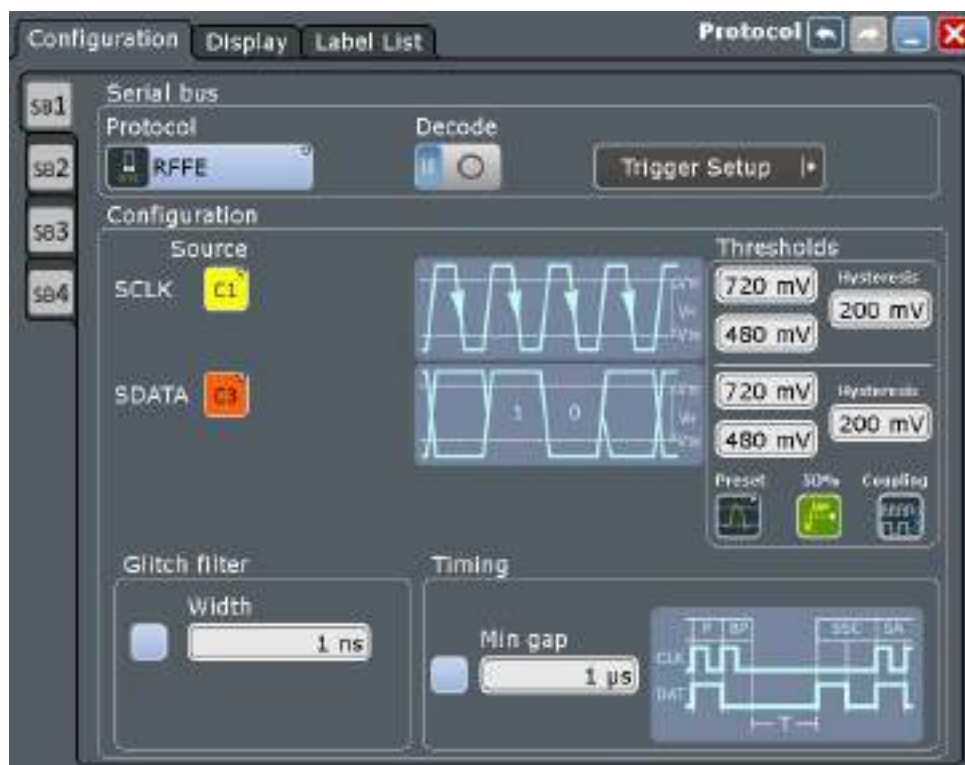 Configuration Display Label List Protocol
SB1
SB2
SB3
SB4
Serial bus
Protocol Decode
RFFE Trigger Setup
Configuration
Source Thresholds
SCLK C1 720 mV Hysteresis
200 mV
480 mV
SDATA C3 1 0 720 mV Hysteresis
200 mV
480 mV
Preset 50% Coupling
Glitch filter Timing
Width
1 ns
Min gap
1 µs
P BP SSC SA
CLK
DAT
T